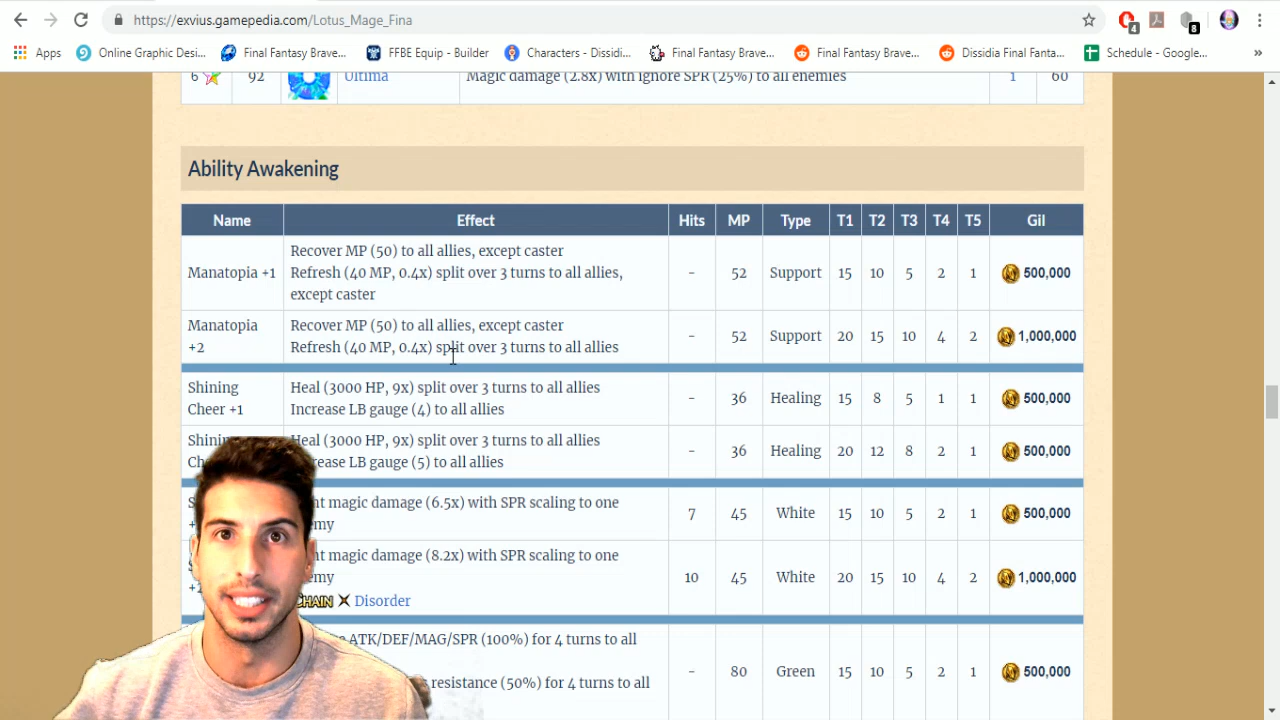 https://exvius.gamepedia.com/Lotus_Mage_Fina
4
8
Apps
Online Graphic Desi...
Final Fantasy Brave...
FFBE Equip - Builder
Characters - Dissidi...
Final Fantasy Brave...
Final Fantasy Brave...
Dissidia Final Fanta...
Schedule - Google...
»
6 92 Ultima Magic damage (2.8x) with ignore SPR (25%) to all enemies 1 60
Ability Awakening
Name Effect Hits MP Type T1 T2 T3 T4 T5 Gil
Manatopia +1
Recover MP (50) to all allies, except caster
Refresh (40 MP, 0.4x) split over 3 turns to all allies,
except caster
- 52 Support 15 10 5 2 1 500,000
Manatopia
+2
Recover MP (50) to all allies, except caster
Refresh (40 MP, 0.4x) split over 3 turns to all allies
- 52 Support 20 15 10 4 2 1,000,000
Shining
Cheer +1
Heal (3000 HP, 9x) split over 3 turns to all allies
Increase LB gauge (4) to all allies
- 36 Healing 15 8 5 1 1 500,000
Heal (3000 HP, 9x) split over 3 turns to all allies
LB gauge (5) to all allies
- 36 Healing 20 12 8 2 1 500,000
magic damage (6.5x) with SPR scaling to one
7 45 White 15 10 5 2 1 500,000
magic damage (8.2x) with SPR scaling to one
CHAIN Disorder
10 45 White 20 15 10 4 2 1,000,000
ATK/DEF/MAG/SPR (100%) for 4 turns to all
resistance (50%) for 4 turns to all
- 80 Green 15 10 5 2 1 500,000